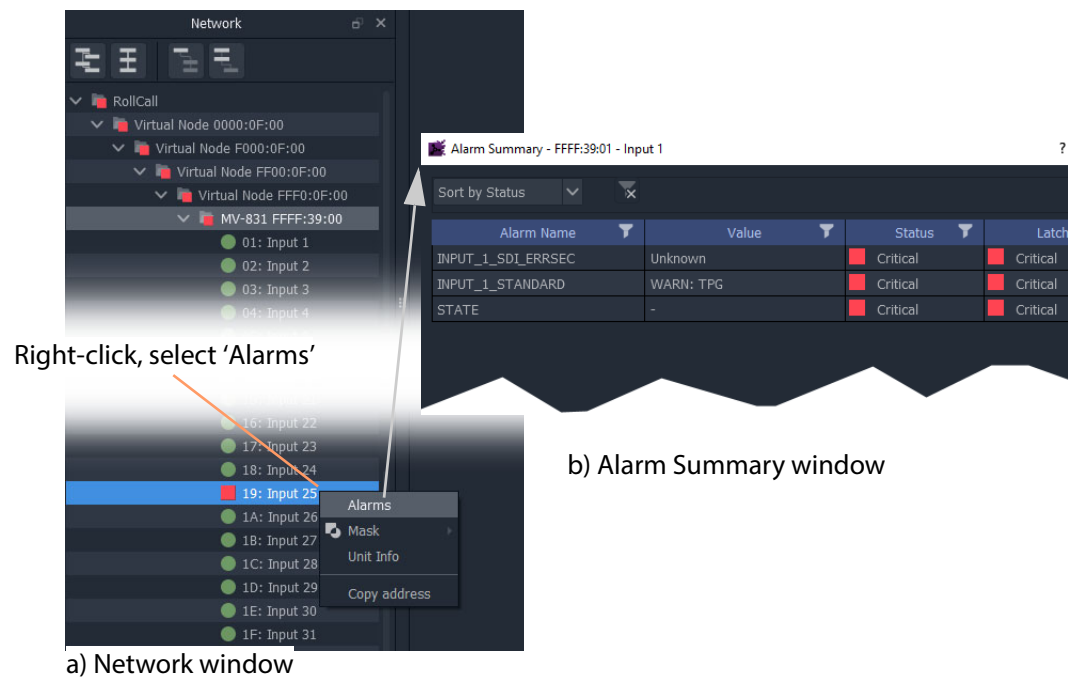 Network
RollCall
Virtual Node 0000:0F:00
Virtual Node F000:0F:00
Virtual Node FF00:0F:00
Virtual Node FFF0:0F:00
MV-831 FFFF:39:00
01: Input 1
02: Input 2
03: Input 3
04: Input 4
Right-click, select ‘Alarms’
16: Input 22
17: Input 23
18: Input 24
19: Input 25
1A: Input 26
1B: Input 27
1C: Input 28
1D: Input 29
1E: Input 30
1F: Input 31
Alarms
Mask
Unit Info
Copy address
a) Network window
Alarm Summary - FFFF:39:01 - Input 1 ?
Sort by Status
Alarm Name Value Status Latch
INPUT_1_SDI_ERRSEC Unknown Critical Critical
INPUT_1_STANDARD WARN: TPG Critical Critical
STATE - Critical Critical
b) Alarm Summary window